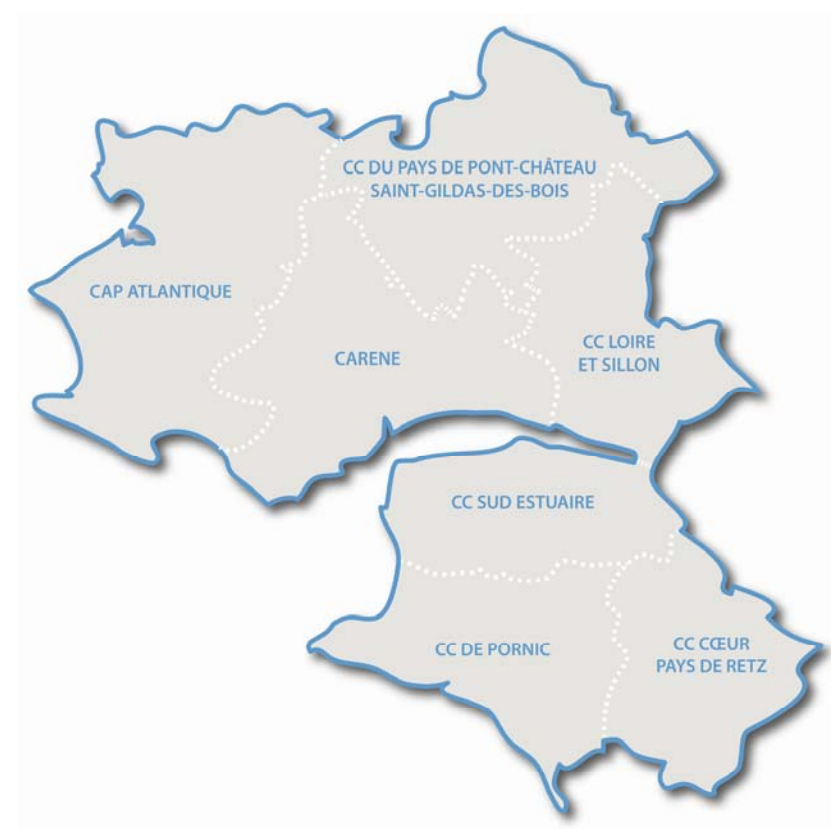 CC DU PAYS DE PONT-CHÂTEAU
SAINT-GILDAS-DES-BOIS
CAP ATLANTIQUE
CARENE
CC LOIRE
ET SILLON
CC SUD ESTUAIRE
CC DE PORNIC
CC CŒUR
PAYS DE RETZ